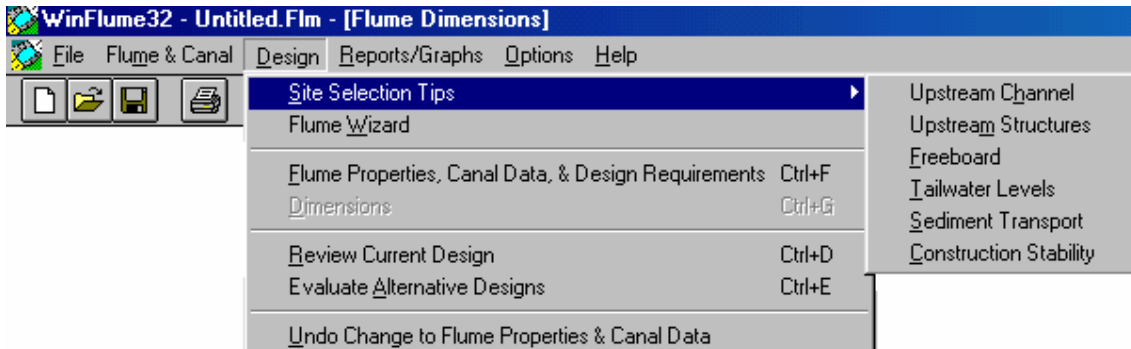 WinFlume32 - Untitled.Flm - [Flume Dimensions]
File Flume & Canal Design Reports/Graphs Options Help
Site Selection Tips
Flume Wizard
Flume Properties, Canal Data, & Design Requirements Ctrl+F
Dimensions Ctrl+G
Review Current Design Ctrl+D
Evaluate Alternative Designs Ctrl+E
Undo Change to Flume Properties & Canal Data
Upstream Channel
Upstream Structures
Freeboard
Tailwater Levels
Sediment Transport
Construction Stability